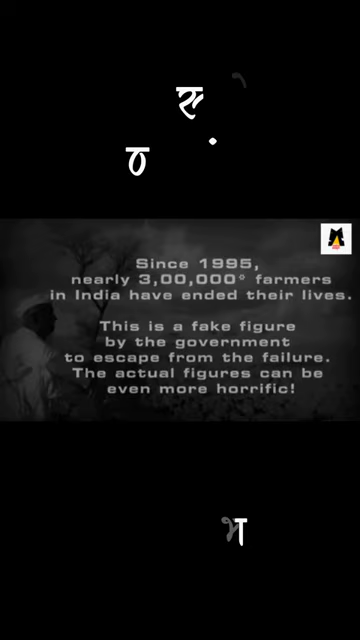 रु
ठ
Since 1995,
nearly 3,00,000* farmers
in India have ended their lives.
This is a fake figure
by the government
to escape from the failure.
The actual figures can be
even more horrific!
भ